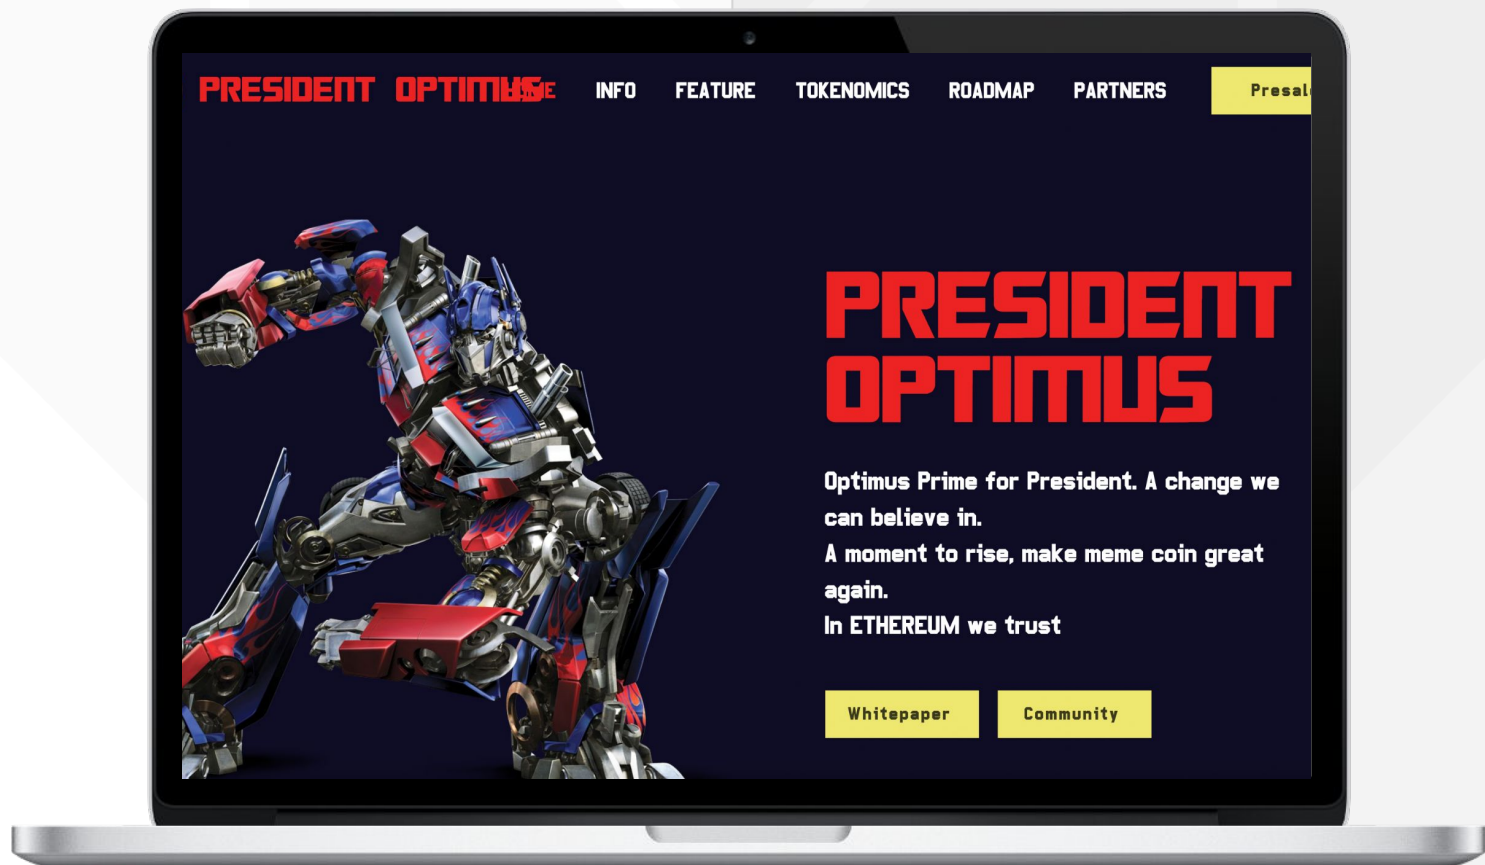 PRESIDENT OPTIMUS
INFO
FEATURE
TOKENOMICS
ROADMAP
PARTNERS
PRESIDENT
OPTIMUS
Optimus Prime for President. A change we
can believe in.
A moment to rise, make meme coin great
again.
In ETHEREUM we trust
Whitepaper
Community